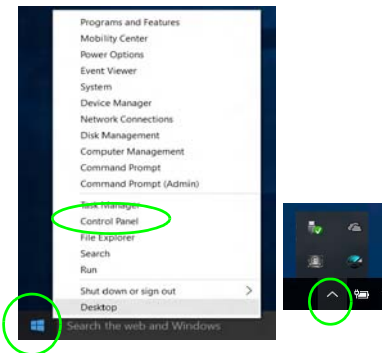 Programs and Features
Mobility Center
Power Options
Event Viewer
System
Device Manager
Network Connections
Disk Management
Computer Management
Command Prompt
Command Prompt (Admin)
Task Manager
Control Panel
File Explorer
Search
Run
Shut down or sign out
Desktop
Search the web and Windows